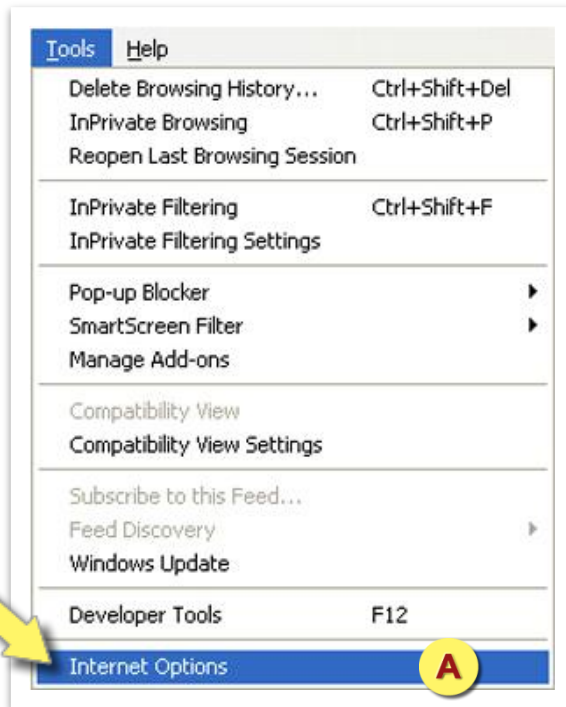 Tools Help
Delete Browsing History... Ctrl+Shift+Del
InPrivate Browsing Ctrl+Shift+P
Reopen Last Browsing Session
InPrivate Filtering Ctrl+Shift+F
InPrivate Filtering Settings
Pop-up Blocker
SmartScreen Filter
Manage Add-ons
Compatibility View
Compatibility View Settings
Subscribe to this Feed...
Feed Discovery
Windows Update
Developer Tools F12
Internet Options A